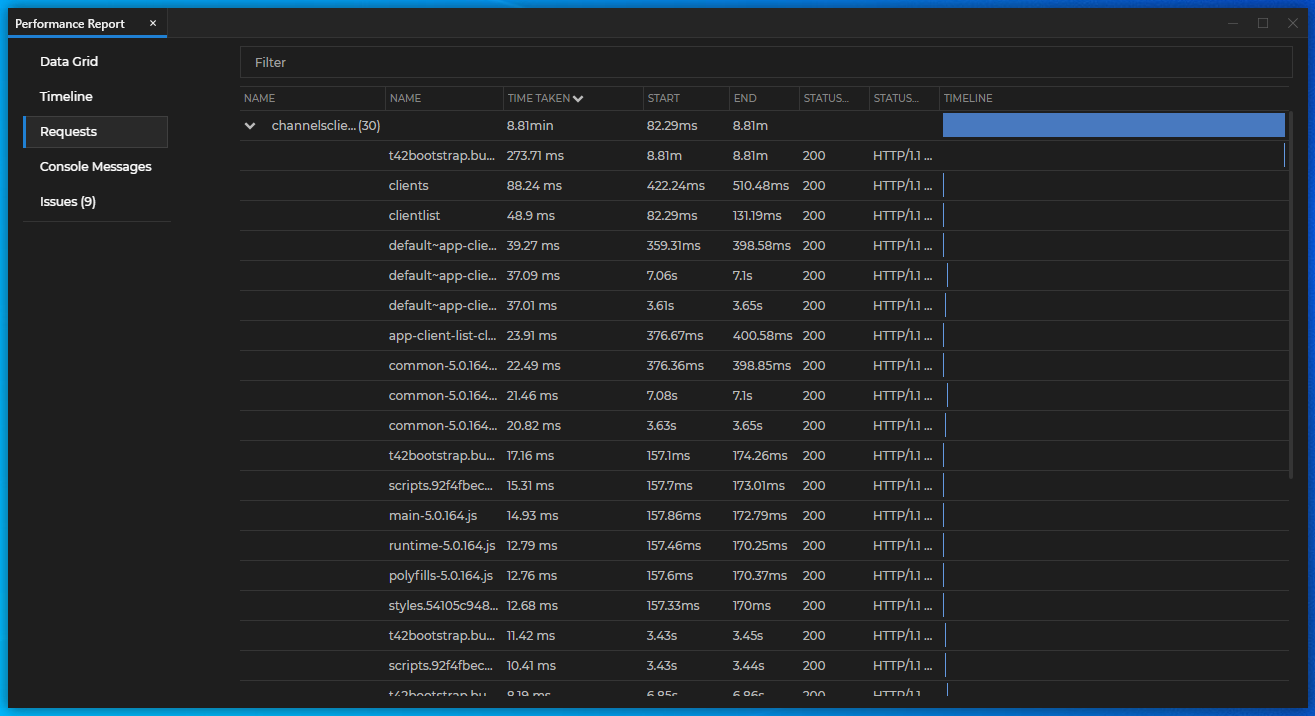 Performance Report ×
Data Grid
Timeline
Requests
Console Messages
Issues (9)
Filter
NAME NAME TIME TAKEN START END STATUS... STATUS... TIMELINE
channelsclie... (30) 8.81min 82.29ms 8.81m
t42bootstrap.bu... 273.71 ms 8.81m 8.81m 200 HTTP/1.1 ...
clients 88.24 ms 422.24ms 510.48ms 200 HTTP/1.1 ...
clientlist 48.9 ms 82.29ms 131.19ms 200 HTTP/1.1 ...
default~app-clie... 39.27 ms 359.31ms 398.58ms 200 HTTP/1.1 ...
default~app-clie... 37.09 ms 7.06s 7.1s 200 HTTP/1.1 ...
default~app-clie... 37.01 ms 3.61s 3.65s 200 HTTP/1.1 ...
app-client-list-cl... 23.91 ms 376.67ms 400.58ms 200 HTTP/1.1 ...
common-5.0.164... 22.49 ms 376.36ms 398.85ms 200 HTTP/1.1 ...
common-5.0.164... 21.46 ms 7.08s 7.1s 200 HTTP/1.1 ...
common-5.0.164... 20.82 ms 3.63s 3.65s 200 HTTP/1.1 ...
t42bootstrap.bu... 17.16 ms 157.1ms 174.26ms 200 HTTP/1.1 ...
scripts.92f4fbec... 15.31 ms 157.7ms 173.01ms 200 HTTP/1.1 ...
main-5.0.164.js 14.93 ms 157.86ms 172.79ms 200 HTTP/1.1 ...
runtime-5.0.164.js 12.79 ms 157.46ms 170.25ms 200 HTTP/1.1 ...
polyfills-5.0.164.js 12.76 ms 157.6ms 170.37ms 200 HTTP/1.1 ...
styles.54105c948... 12.68 ms 157.33ms 170ms 200 HTTP/1.1 ...
t42bootstrap.bu... 11.42 ms 3.43s 3.45s 200 HTTP/1.1 ...
scripts.92f4fbec... 10.41 ms 3.43s 3.44s 200 HTTP/1.1 ...
t42bootstrap.bu... 8.19 ms 6.85s 6.86s 200 HTTP/1.1 ...